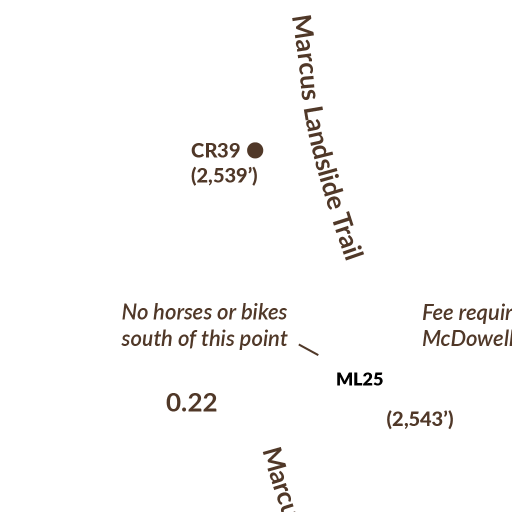 Marcus Landslide Trail
CR39
(2,539’)
No horses or bikes
south of this point
Fee requir
McDowell
ML25
0.22
(2,543’)
Marcu